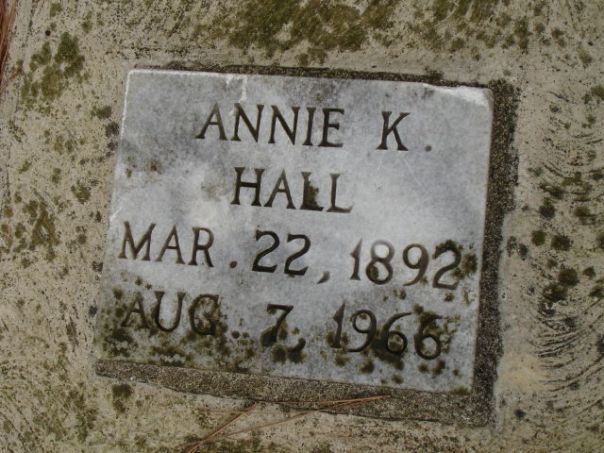 ANNIE K.
HALL
MAR. 22, 1892
AUG. 7, 1966